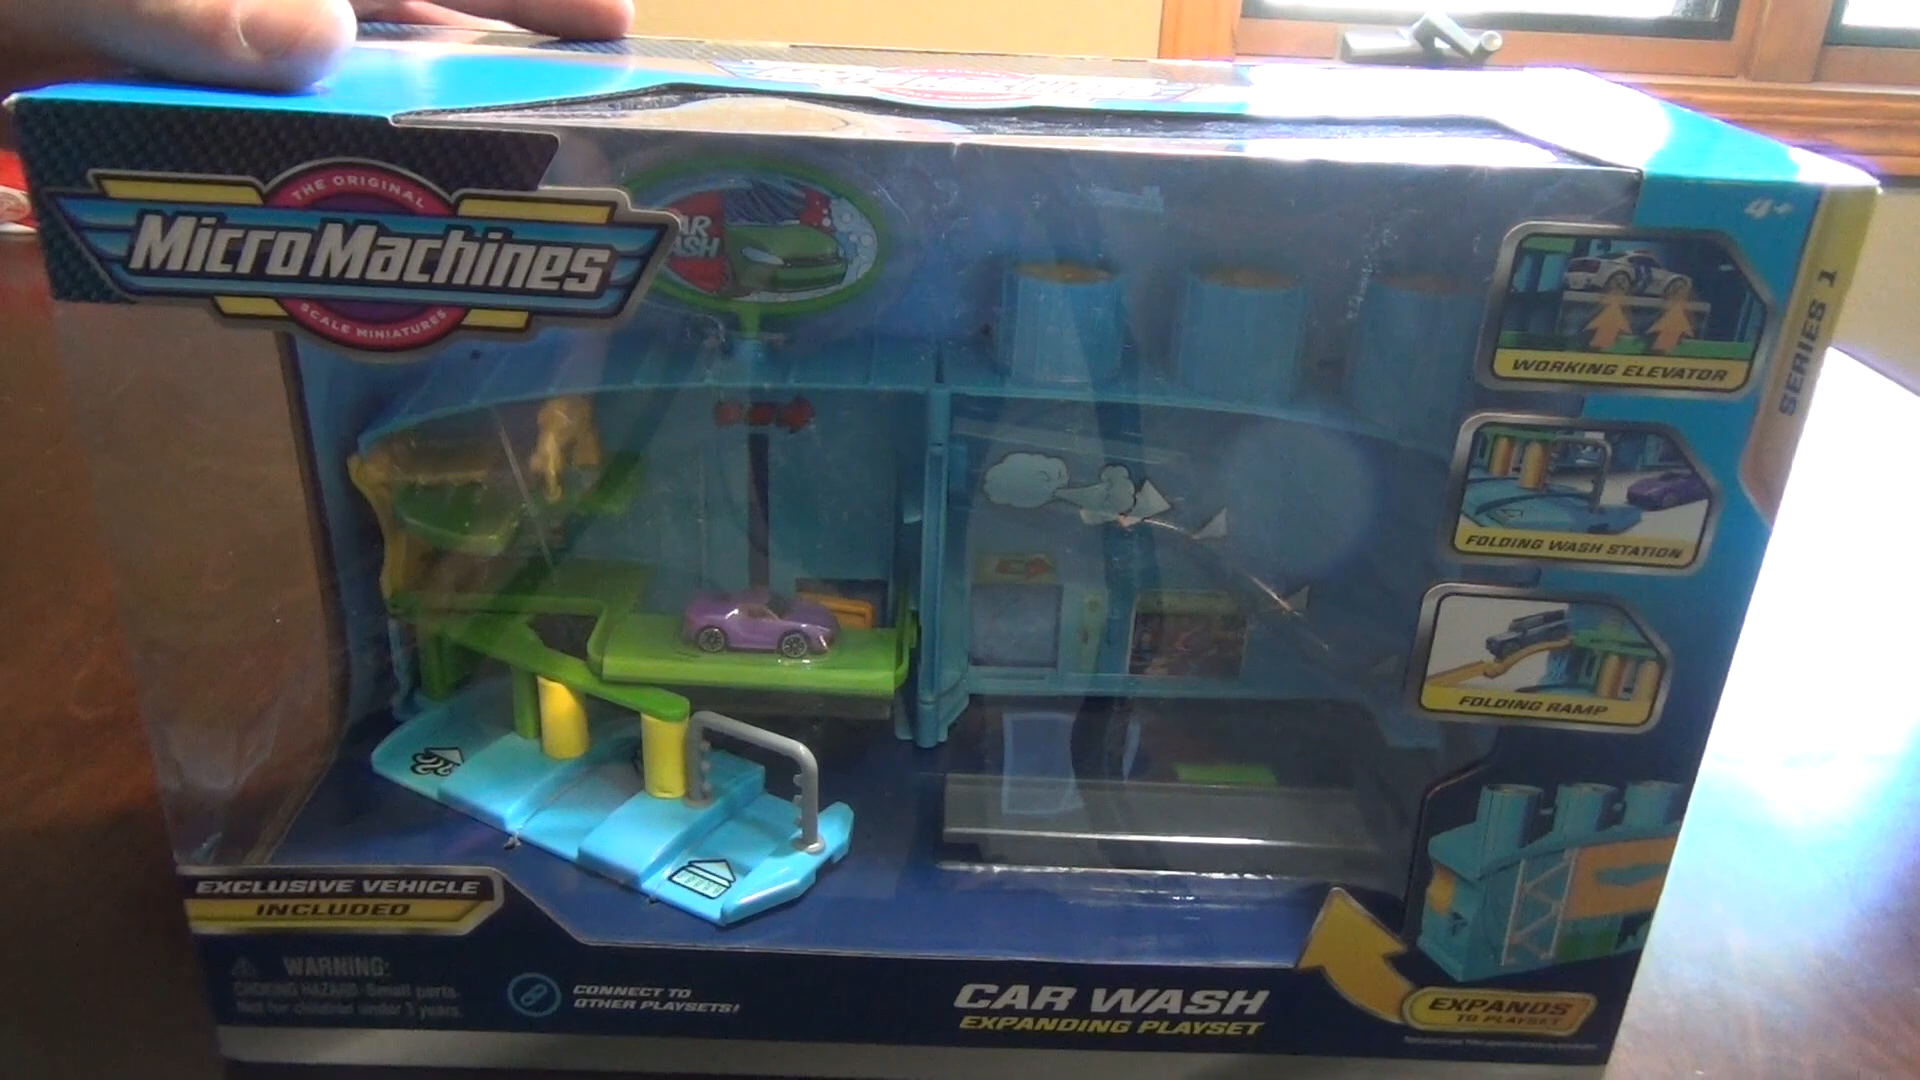 THE ORIGINAL
MicroMachines
SCALE MINIATURES
CAR
WASH
4+
SERIES 1
WORKING ELEVATOR
FOLDING WASH STATION
FOLDING RAMP
EXCLUSIVE VEHICLE
INCLUDED
WARNING:
CHOKING HAZARD-Small parts.
Not for children under 3 years.
CONNECT TO
OTHER PLAYSETS!
CAR WASH
EXPANDING PLAYSET
EXPANDS
TO PLAYSET